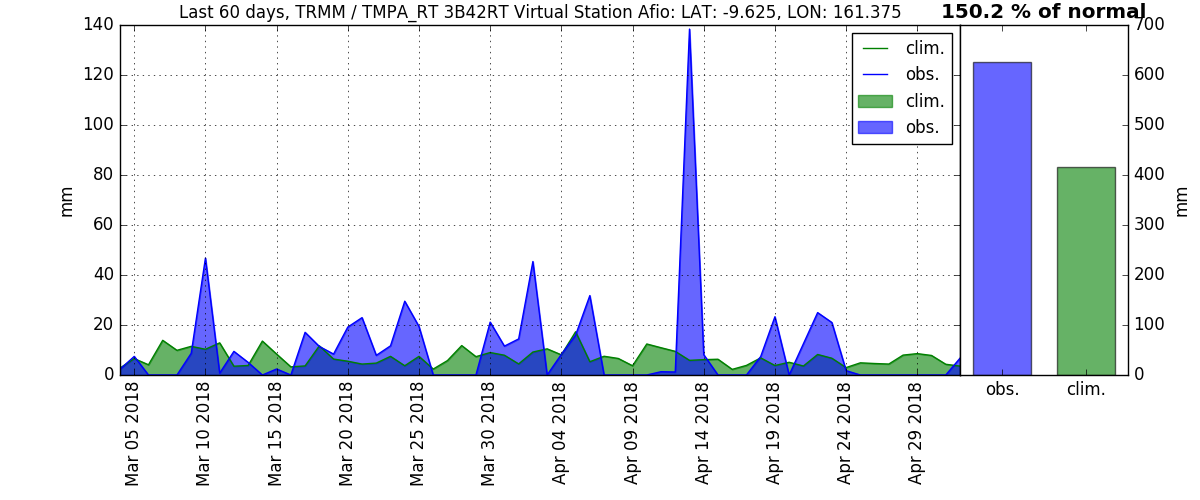 Last 60 days, TRMM / TMPA_RT 3B42RT Virtual Station Afio: LAT: -9.625, LON: 161.375
150.2 % of normal
140
120
100
80
60
40
20
0
mm
clim.
obs.
clim.
obs.
700
600
500
400
300
200
100
0
mm
obs.
clim.
Mar 05 2018
Mar 10 2018
Mar 15 2018
Mar 20 2018
Mar 25 2018
Mar 30 2018
Apr 04 2018
Apr 09 2018
Apr 14 2018
Apr 19 2018
Apr 24 2018
Apr 29 2018